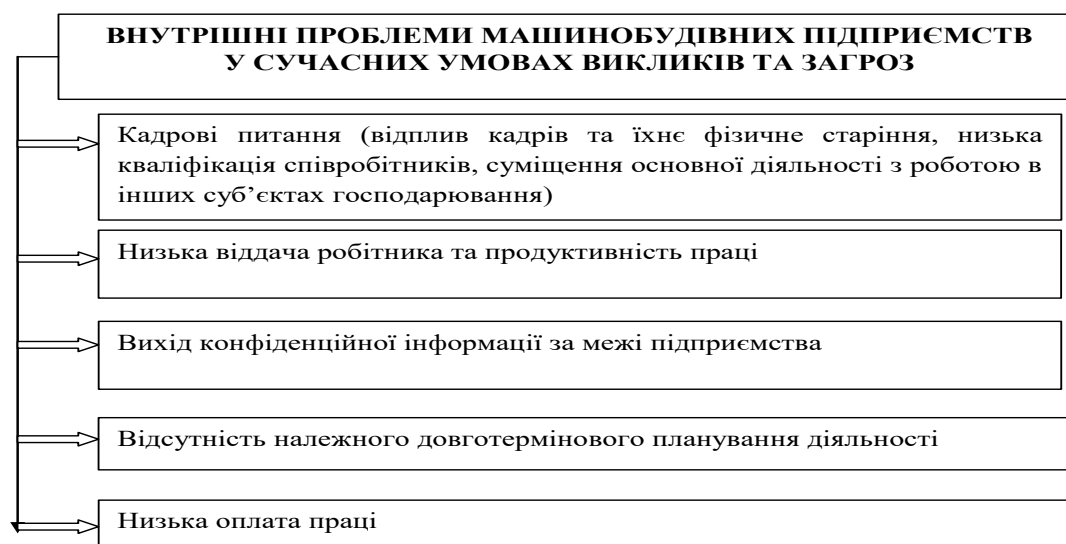 ВНУТРІШНІ ПРОБЛЕМИ МАШИНОБУДІВНИХ ПІДПРИЄМСТВ
У СУЧАСНИХ УМОВАХ ВИКЛИКІВ ТА ЗАГРОЗ
Кадрові питання (відплив кадрів та їхнє фізичне старіння, низька
кваліфікація співробітників, суміщення основної діяльності з роботою в
інших суб’єктах господарювання)
Низька віддача робітника та продуктивність праці
Вихід конфіденційної інформації за межі підприємства
Відсутність належного довготермінового планування діяльності
Низька оплата праці